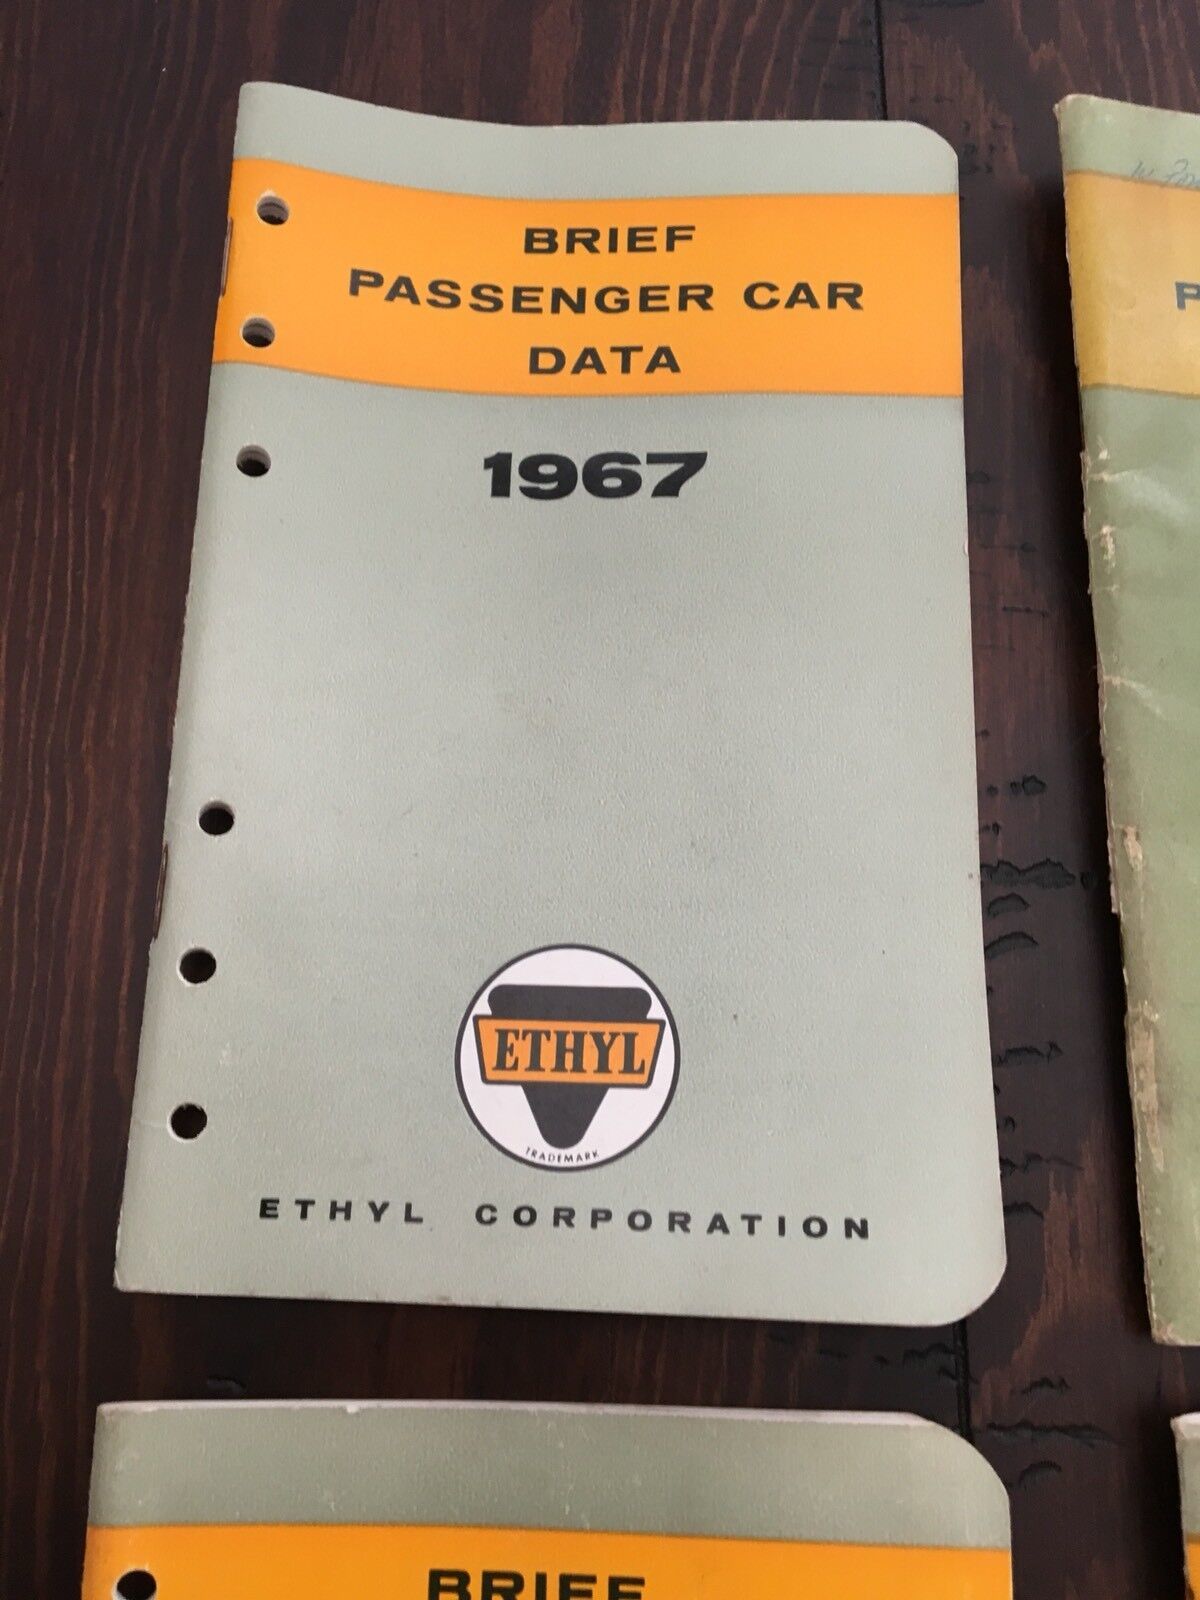 BRIEF
PASSENGER CAR
DATA
1967
ETHYL
TRADEMARK
ETHYL CORPORATION
P
BRIEF